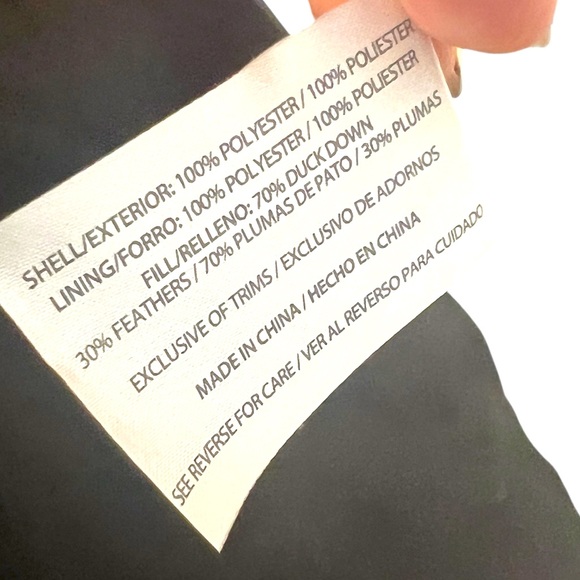 SHELL/EXTERIOR: 100% POLYESTER / 100% POLIESTER
LINING/FORRO: 100% POLYESTER / 100% POLIESTER
FILL/RELLENO: 70% DUCK DOWN
30% FEATHERS / 70% PLUMAS DE PATO / 30% PLUMAS
EXCLUSIVE OF TRIMS / EXCLUSIVO DE ADORNOS
MADE IN CHINA / HECHO EN CHINA
SEE REVERSE FOR CARE / VER AL REVERSO PARA CUIDADO